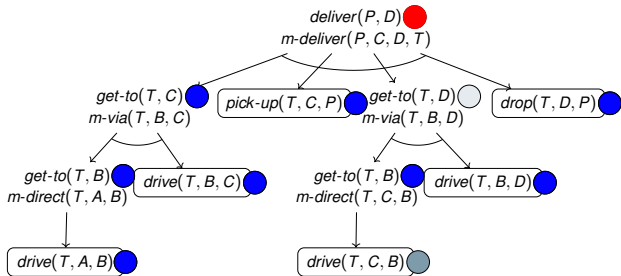 deliver(P, D)
m-deliver(P, C, D, T)
get-to(T, C)
m-via(T, B, C)
pick-up(T, C, P)
get-to(T, D)
m-via(T, B, D)
drop(T, D, P)
get-to(T, B)
m-direct(T, A, B)
drive(T, B, C)
get-to(T, B)
m-direct(T, C, B)
drive(T, B, D)
drive(T, A, B)
drive(T, C, B)